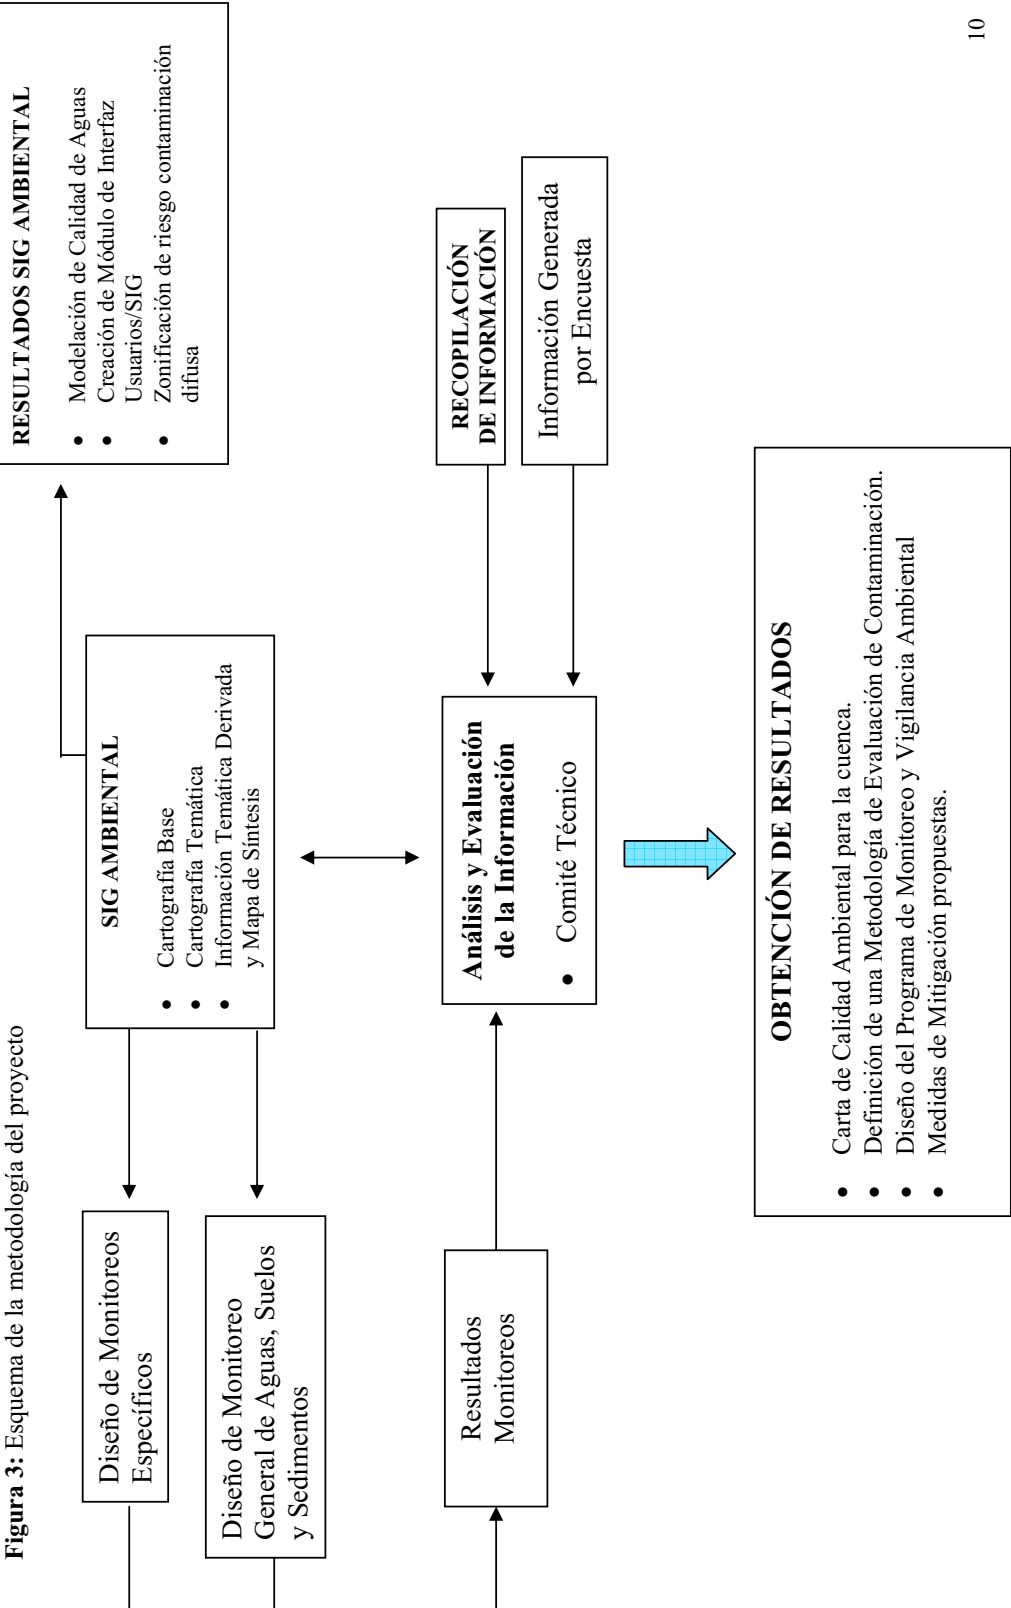 Figura 3: Esquema de la metodología del proyecto
Diseño de Monitoreos
Específicos
Diseño de Monitoreo
General de Aguas, Suelos
y Sedimentos
SIG AMBIENTAL
• Cartografía Base
• Cartografía Temática
• Información Temática Derivada
y Mapa de Síntesis
RESULTADOS SIG AMBIENTAL
• Modelación de Calidad de Aguas
• Creación de Módulo de Interfaz
Usuarios/SIG
• Zonificación de riesgo contaminación
difusa
Resultados
Monitoreos
Análisis y Evaluación
de la Información
• Comité Técnico
RECOPILACIÓN
DE INFORMACIÓN
Información Generada
por Encuesta
OBTENCIÓN DE RESULTADOS
• Carta de Calidad Ambiental para la cuenca.
• Definición de una Metodología de Evaluación de Contaminación.
• Diseño del Programa de Monitoreo y Vigilancia Ambiental
• Medidas de Mitigación propuestas.
10